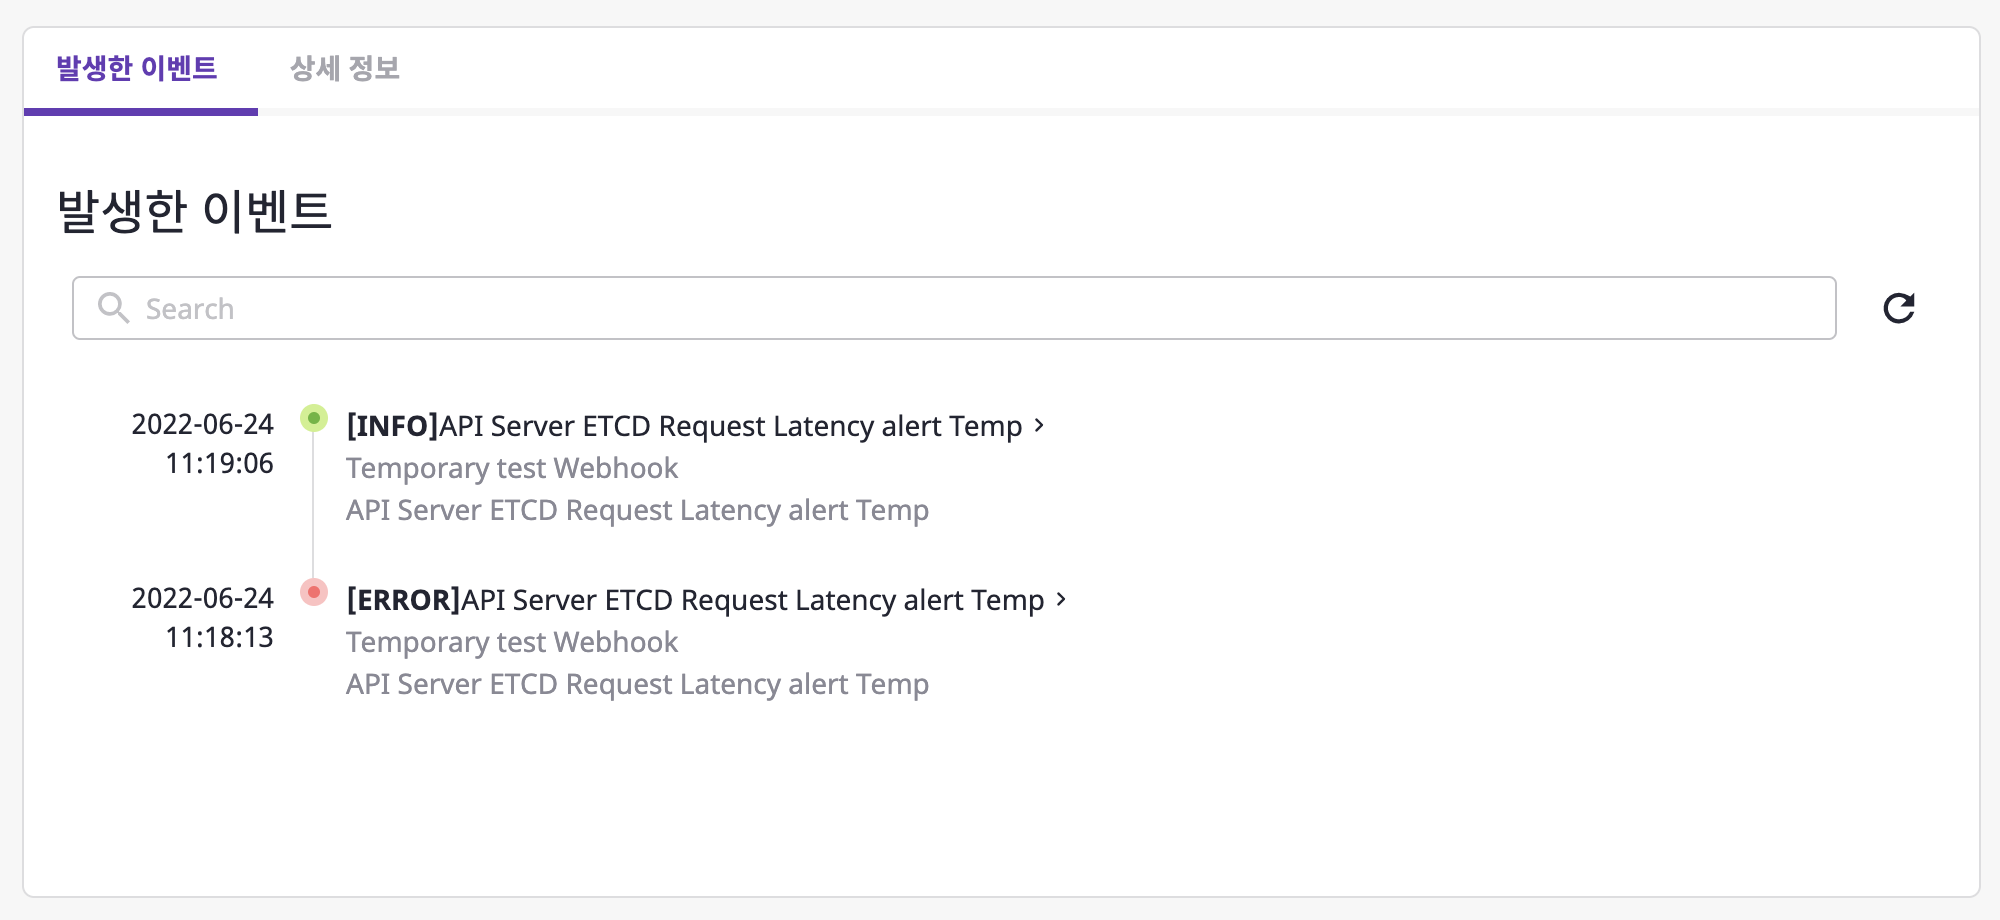 발생한 이벤트
상세 정보
발생한 이벤트
Search
2022-06-24
11:19:06
[INFO]API Server ETCD Request Latency alert Temp
Temporary test Webhook
API Server ETCD Request Latency alert Temp
2022-06-24
11:18:13
[ERROR]API Server ETCD Request Latency alert Temp
Temporary test Webhook
API Server ETCD Request Latency alert Temp